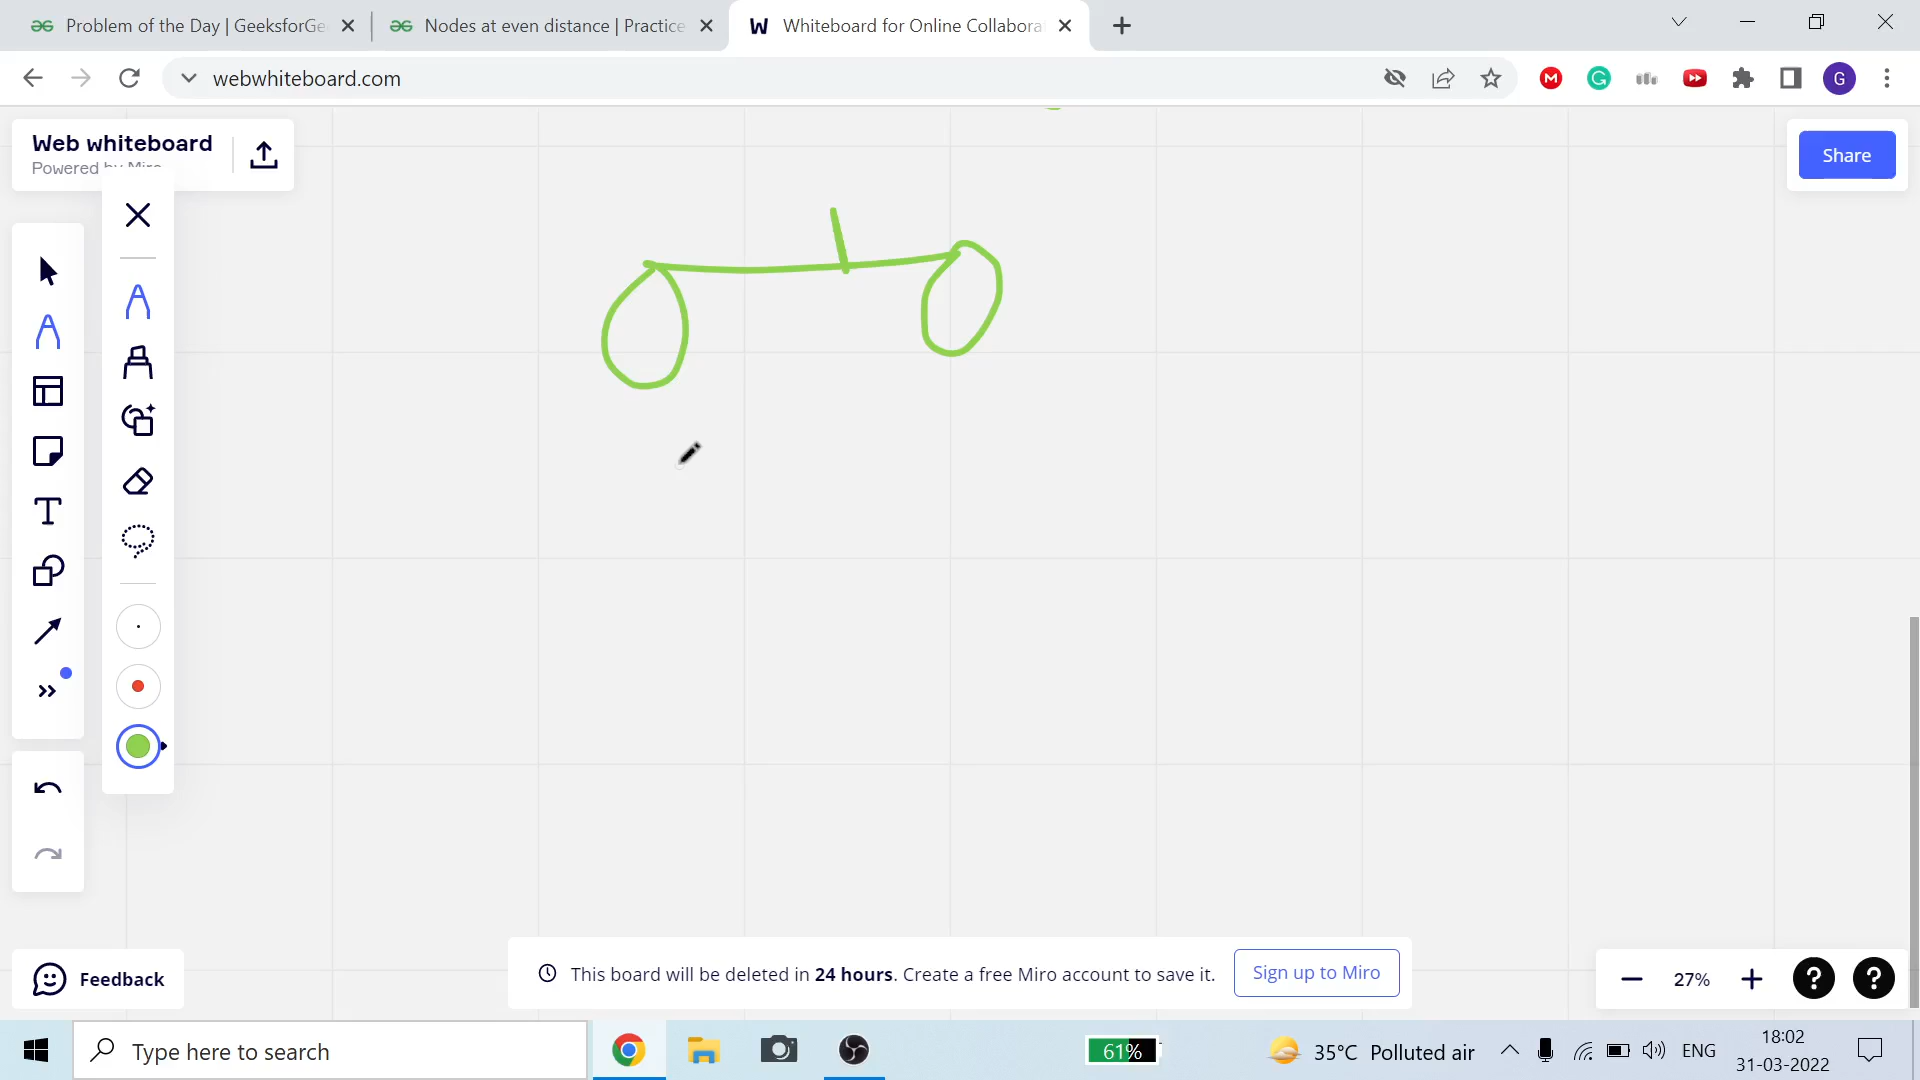 Problem of the Day | GeeksforGe
Nodes at even distance | Practice
W Whiteboard for Online Collabora
webwhiteboard.com
M
G
G
Web whiteboard
Share
T
Feedback
This board will be deleted in 24 hours. Create a free Miro account to save it.
Sign up to Miro
27%
?
?
Type here to search
61%
35°C Polluted air
ENG
18:02
31-03-2022